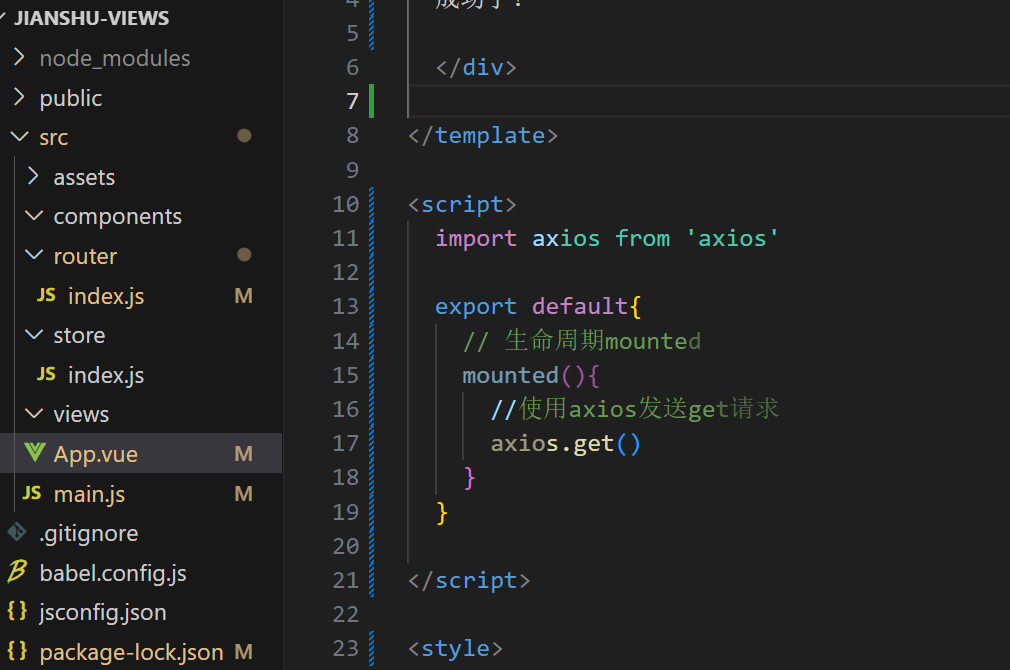 JIANSHU-VIEWS
node_modules
public
src
assets
components
router
JS index.js M
store
JS index.js
views
App.vue M
JS main.js M
.gitignore
babel.config.js
{} jsconfig.json
{} package-lock.json M
4 成功了!
5
6 </div>
7
8 </template>
9
10 <script>
11 import axios from 'axios'
12
13 export default{
14 // 生命周期mounted
15 mounted(){
16 //使用axios发送get请求
17 axios.get()
18 }
19 }
20
21 </script>
22
23 <style>